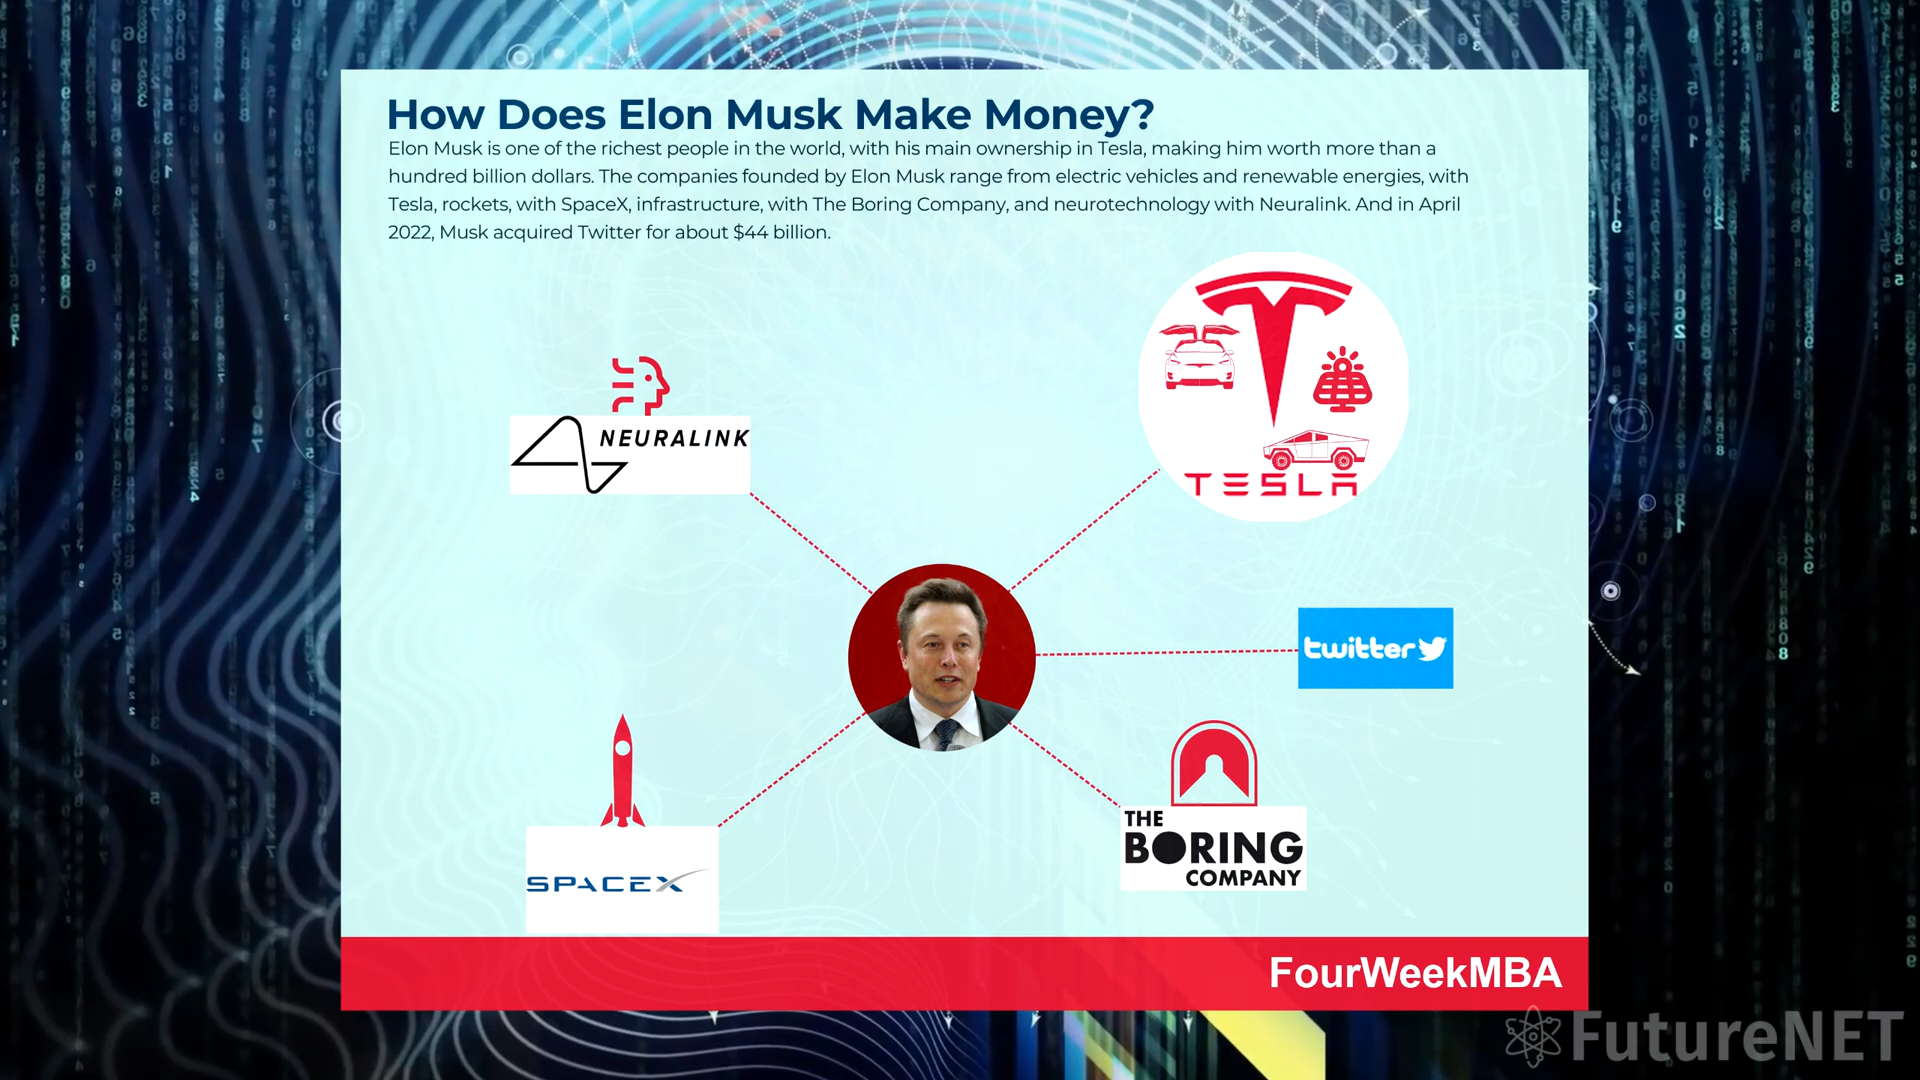 How Does Elon Musk Make Money?
Elon Musk is one of the richest people in the world, with his main ownership in Tesla, making him worth more than a
hundred billion dollars. The companies founded by Elon Musk range from electric vehicles and renewable energies, with
Tesla, rockets, with SpaceX, infrastructure, with The Boring Company, and neurotechnology with Neuralink. And in April
2022, Musk acquired Twitter for about $44 billion.
NEURALINK
TESLA
twitter
SPACEX
THE
BORING
COMPANY
FourWeekMBA
FutureNET